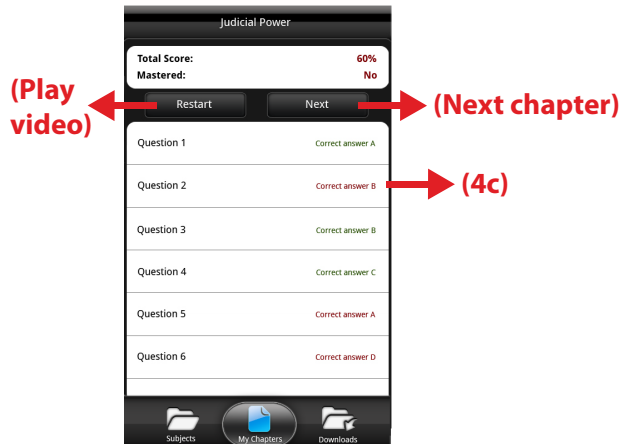 Judicial Power
Total Score: 60%
Mastered: No
(Play
video)
Restart Next
(Next chapter)
Question 1 Correct answer A
Question 2 Correct answer B
(4c)
Question 3 Correct answer B
Question 4 Correct answer C
Question 5 Correct answer A
Question 6 Correct answer D
Subjects My Chapters Downloads